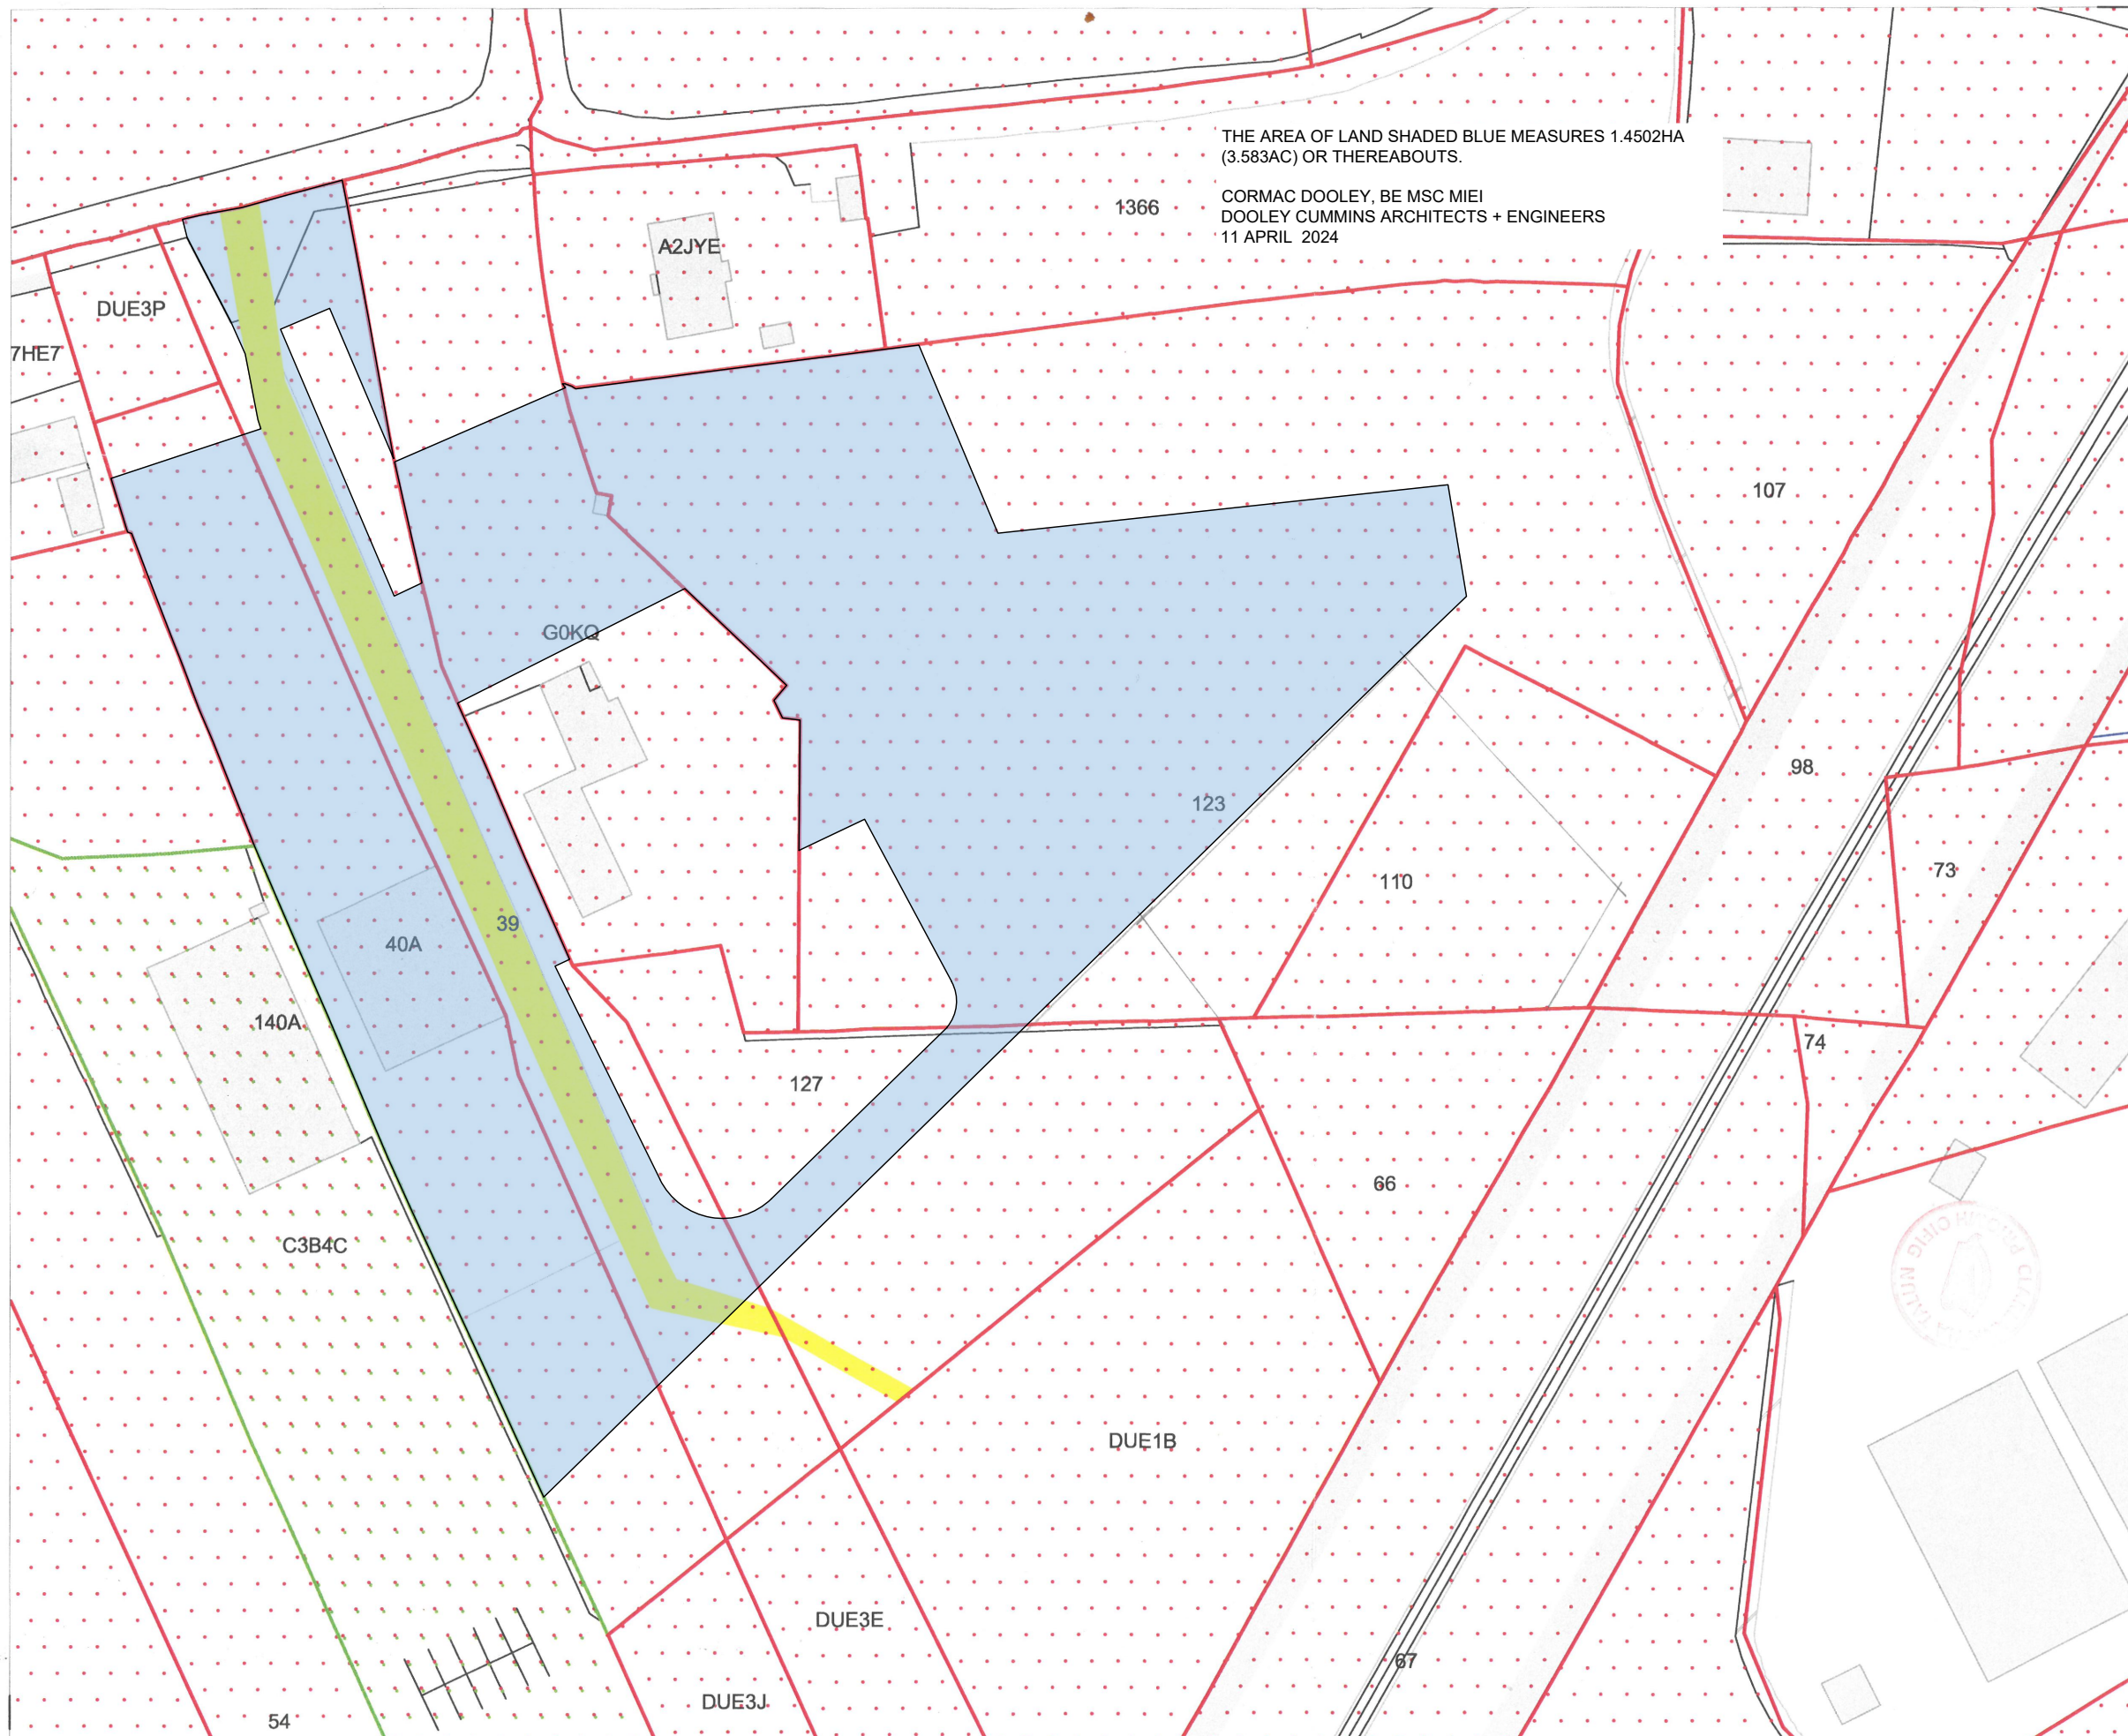 THE AREA OF LAND SHADED BLUE MEASURES 1.4502HA
(3.583AC) OR THEREABOUTS.
CORMAC DOOLEY, BE MSC MIEI
DOOLEY CUMMINS ARCHITECTS + ENGINEERS
11 APRIL 2024
1366
A2JYE
DUE3P
7HE7
107
G0KQ
98
123
73
110
39
40A
140A
74
127
66
C3B4C
DUE1B
DUE3E
67
DUE3J
54